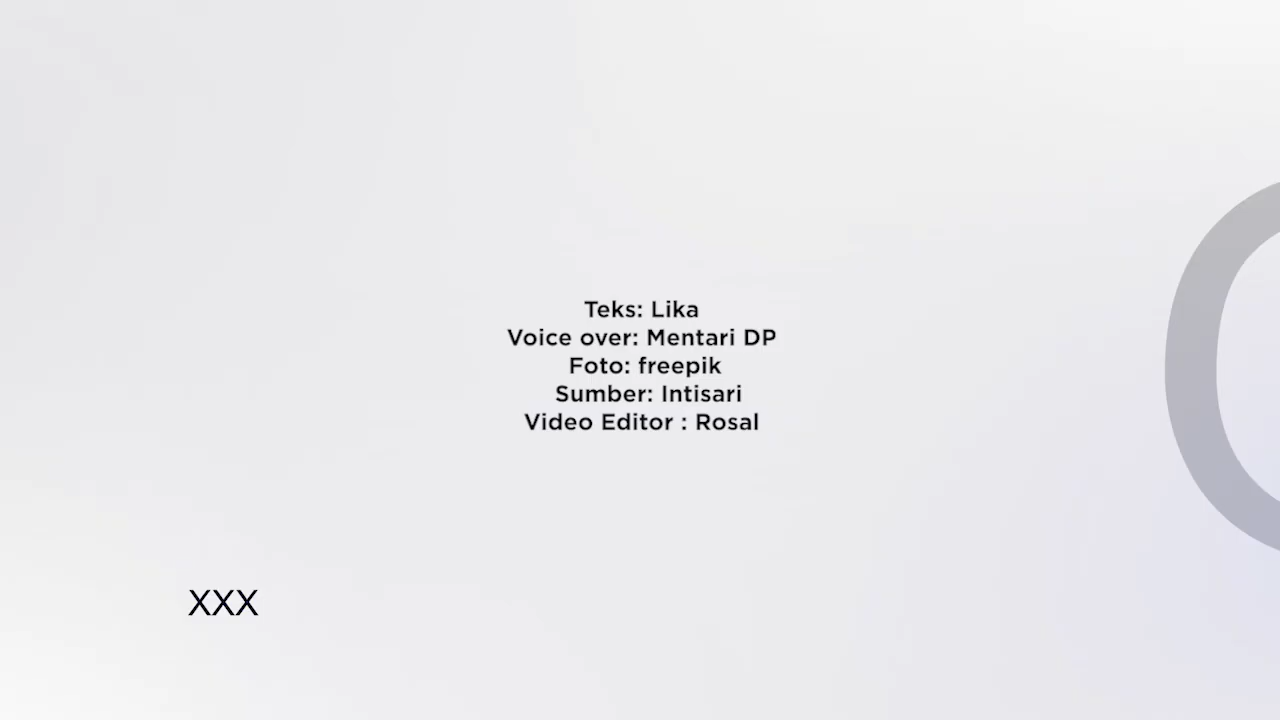 Teks: Lika
Voice over: Mentari DP
Foto: freepik
Sumber: Intisari
Video Editor : Rosal
XXX